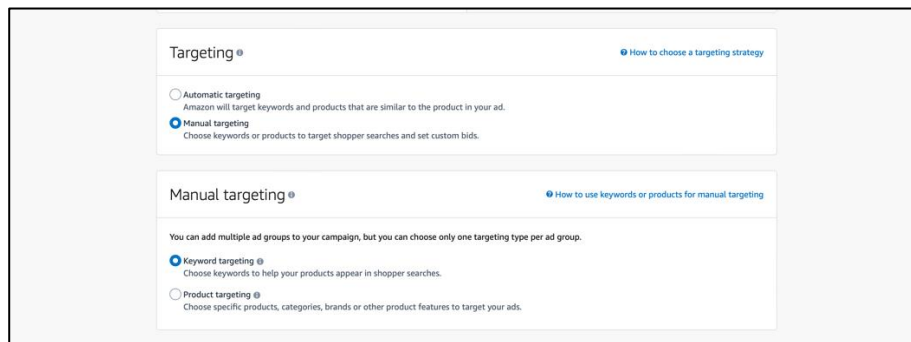 Targeting
How to choose a targeting strategy
Automatic targeting
Amazon will target keywords and products that are similar to the product in your ad.
Manual targeting
Choose keywords or products to target shopper searches and set custom bids.
Manual targeting
How to use keywords or products for manual targeting
You can add multiple ad groups to your campaign, but you can choose only one targeting type per ad group.
Keyword targeting
Choose keywords to help your products appear in shopper searches.
Product targeting
Choose specific products, categories, brands or other product features to target your ads.